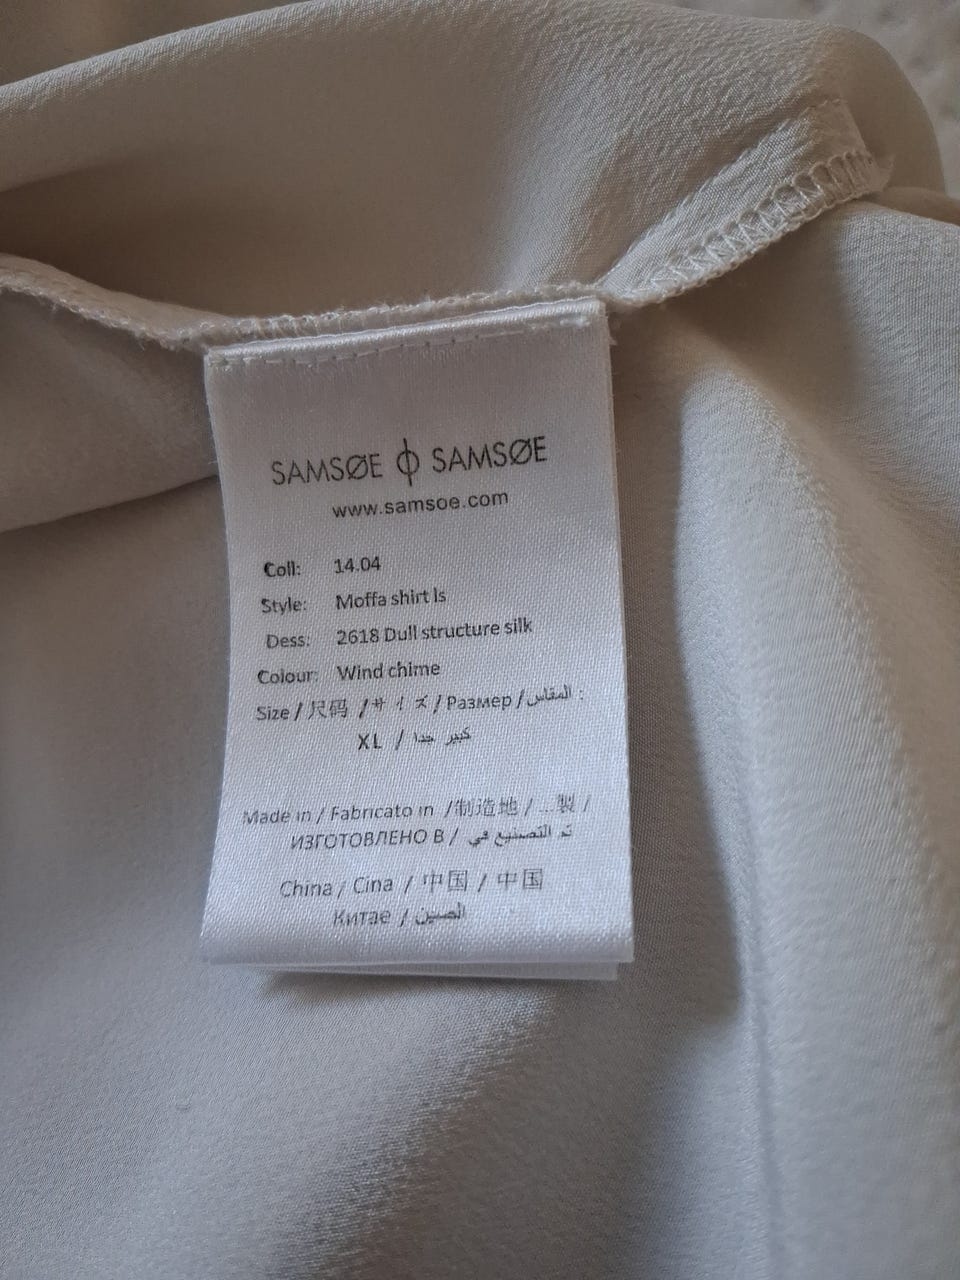 SAMSØE ф SAMSØE
www.samsoe.com
Coll: 14.04
Style: Moffa shirt ls
Dess: 2618 Dull structure silk
Colour: Wind chime
Size / 尺码 / サイズ / Размер / المقاس :
XL / كبير جدا
Made in / Fabricato in / 制造地 / ...製 /
ИЗГОТОВЛЕНО В / تم التصنيع في
China / Cina / 中国 / 中国
Китае / الصين